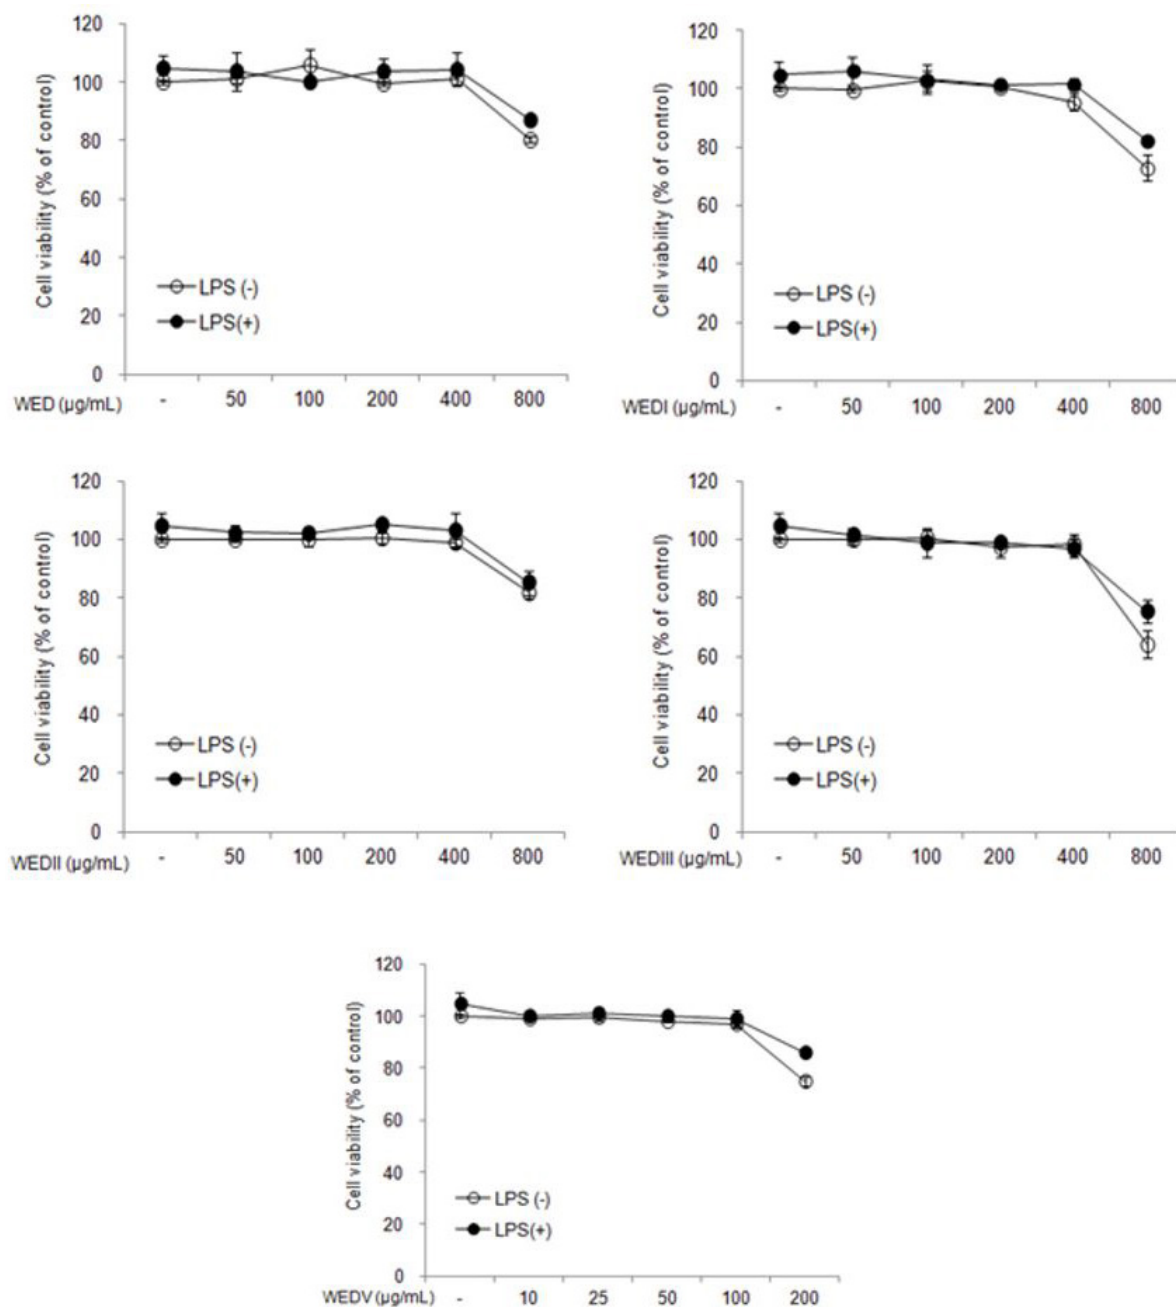 Cell viability (% of control)
120
100
80
60
40
20
0
LPS (-)
LPS(+)
WED (µg/mL) - 50 100 200 400 800
Cell viability (% of control)
120
100
80
60
40
20
0
LPS (-)
LPS(+)
WEDI (µg/mL) - 50 100 200 400 800
Cell viability (% of control)
120
100
80
60
40
20
0
LPS (-)
LPS(+)
WEDII (µg/mL) - 50 100 200 400 800
Cell viability (% of control)
120
100
80
60
40
20
0
LPS (-)
LPS(+)
WEDIII (µg/mL) - 50 100 200 400 800
Cell viability (% of control)
120
100
80
60
40
20
0
LPS (-)
LPS(+)
WEDV (µg/mL) - 10 25 50 100 200